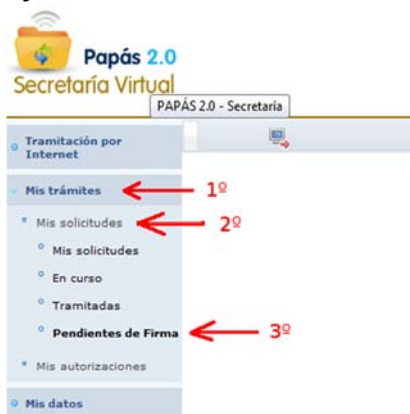 Papás 2.0
Secretaría Virtual
PAPÁS 2.0 - Secretaría
Tramitación por
Internet
Mis trámites 1º
Mis solicitudes 2º
Mis solicitudes
En curso
Tramitadas
Pendientes de Firma 3º
Mis autorizaciones
Mis datos